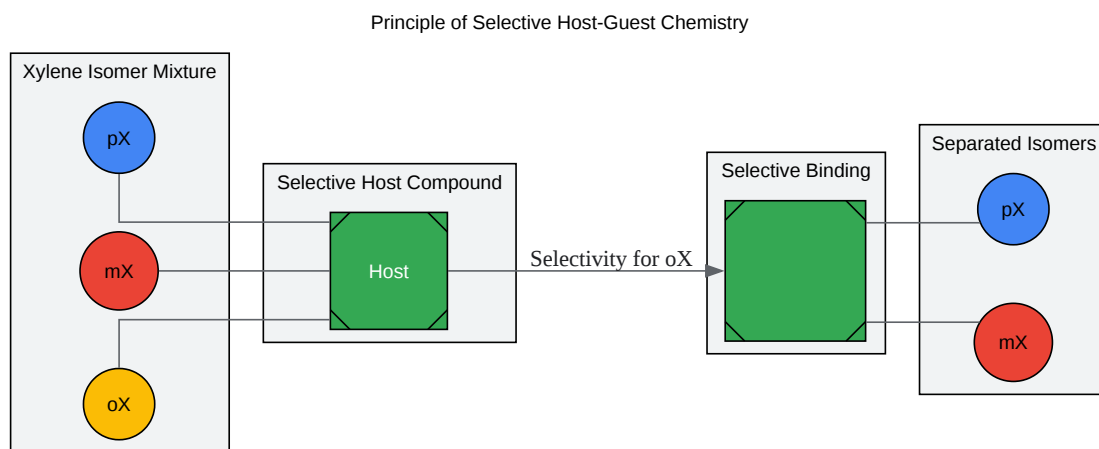 Principle of Selective Host-Guest Chemistry
Xylene Isomer Mixture
pX
mX
oX
Selective Host Compound
Host
Selectivity for oX
Selective Binding
Separated Isomers
pX
mX